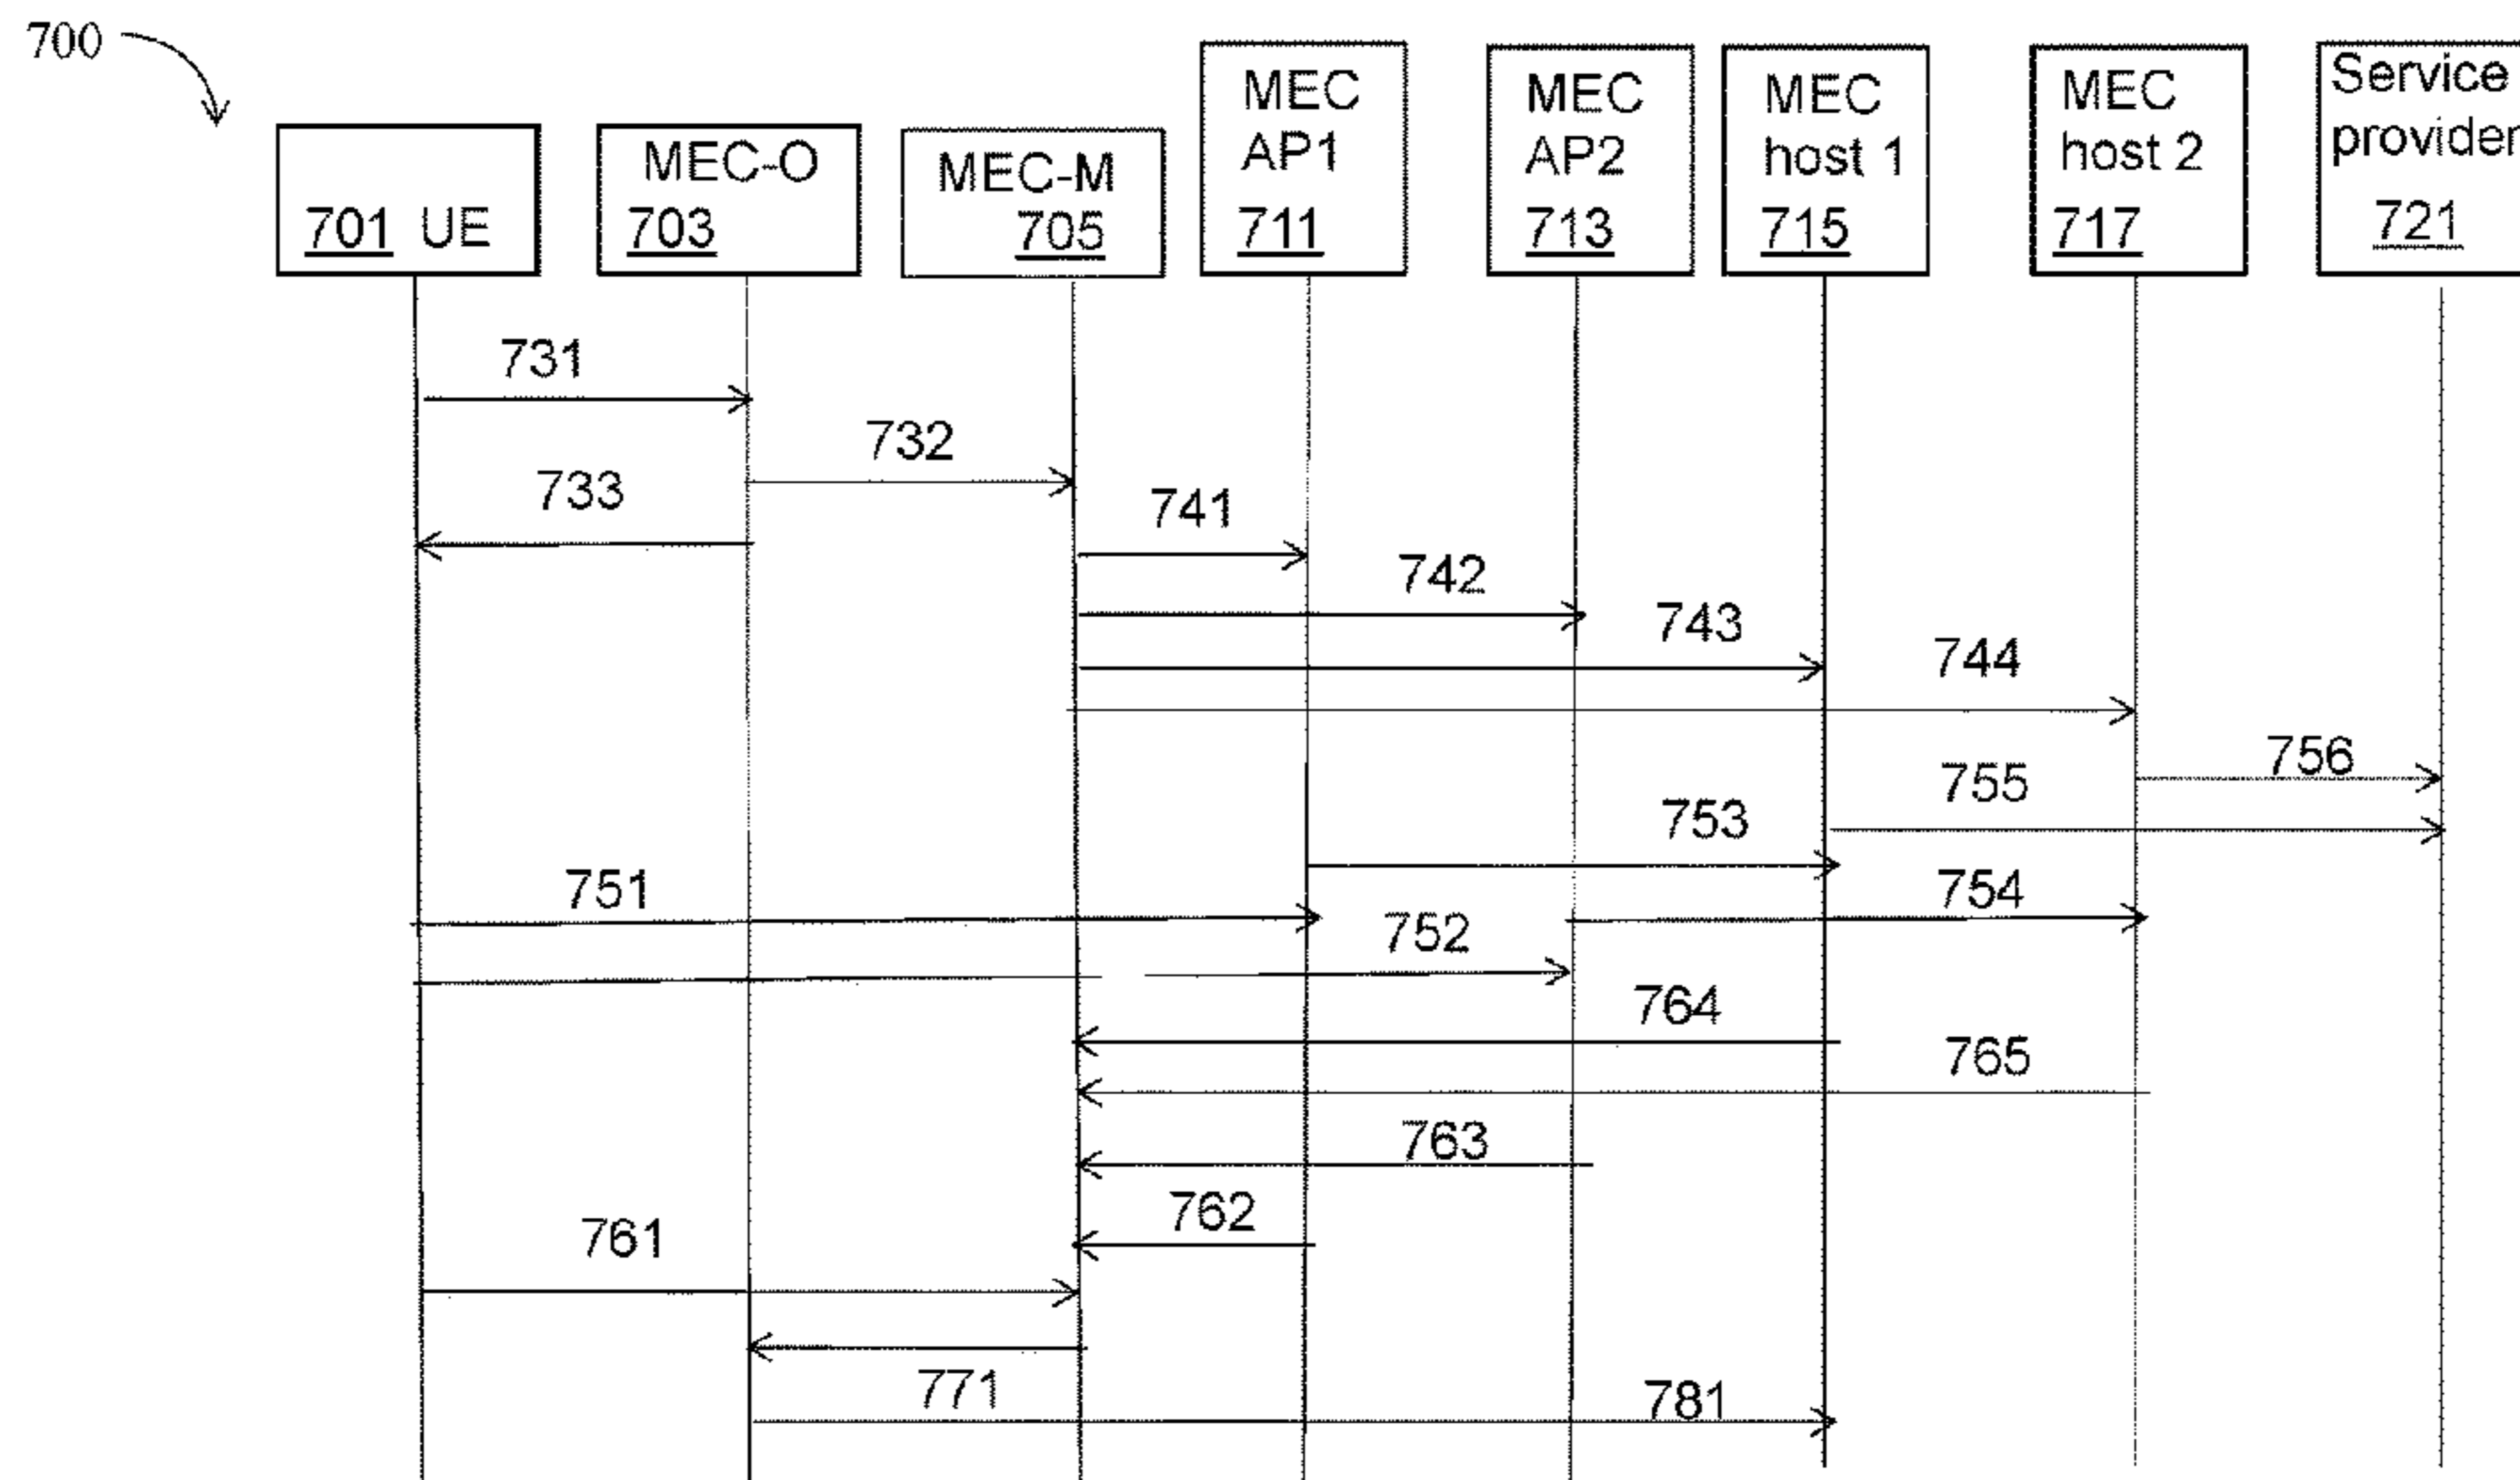 700
701 UE
MEC-O
703
MEC-M
705
MEC
AP1
711
MEC
AP2
713
MEC
host 1
715
MEC
host 2
717
Service
provider
721
731
732
733
741
742
743
744
756
755
753
751
754
752
764
765
763
762
761
771
781